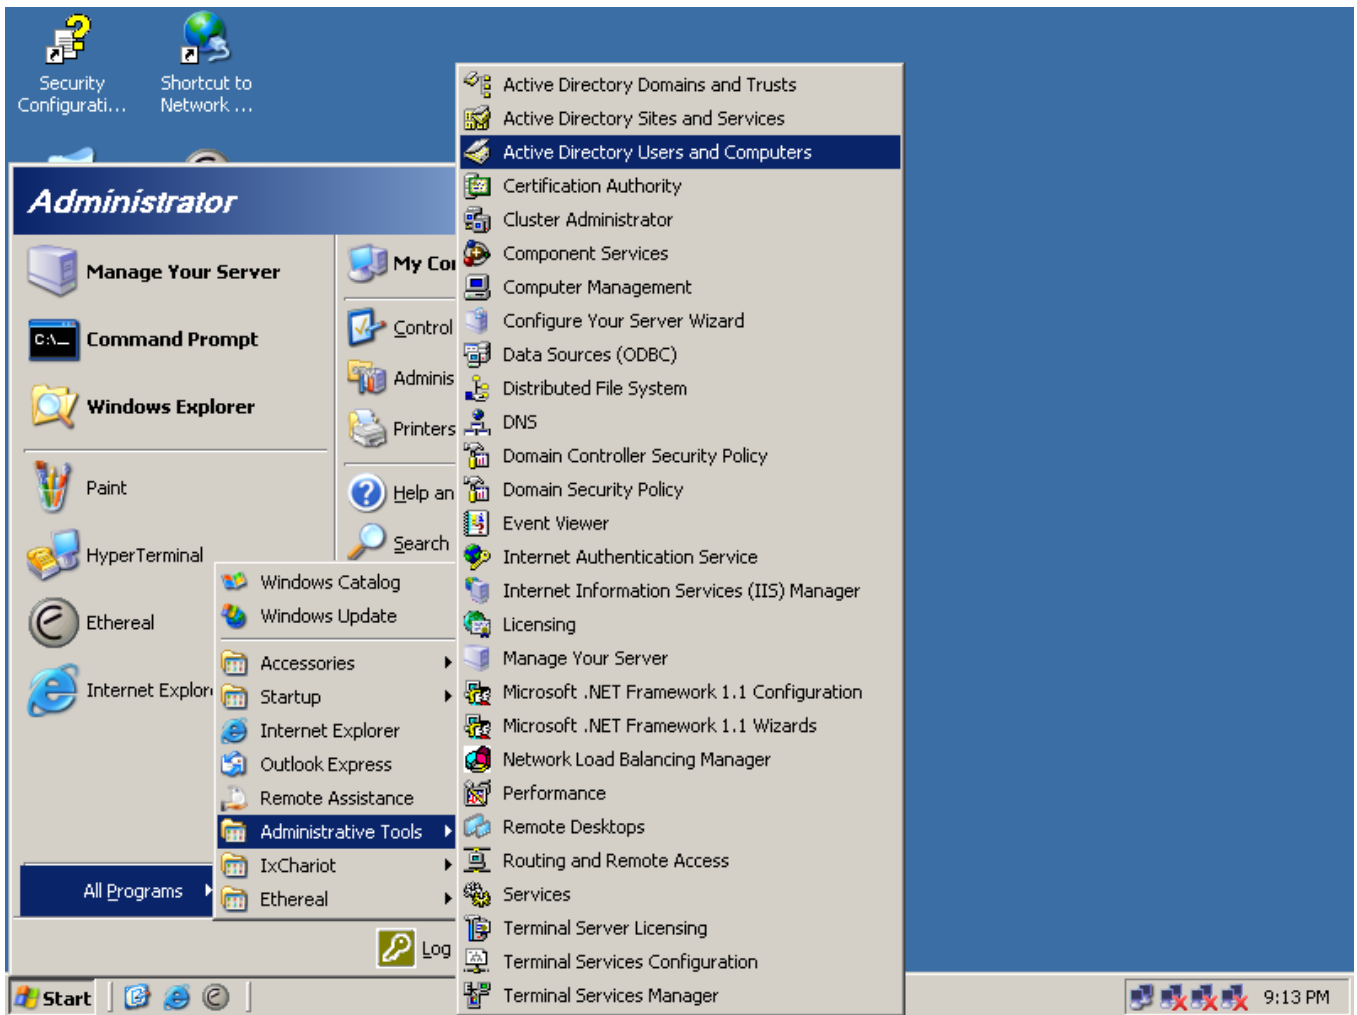 Security
Configurati...
Shortcut to
Network ...
Administrator
Manage Your Server
Command Prompt
Windows Explorer
Paint
HyperTerminal
Ethereal
Internet Explor
All Programs
My Co
Control
Adminis
Printers
Help an
Search
Log
Windows Catalog
Windows Update
Accessories
Startup
Internet Explorer
Outlook Express
Remote Assistance
Administrative Tools
IxChariot
Ethereal
Active Directory Domains and Trusts
Active Directory Sites and Services
Active Directory Users and Computers
Certification Authority
Cluster Administrator
Component Services
Computer Management
Configure Your Server Wizard
Data Sources (ODBC)
Distributed File System
DNS
Domain Controller Security Policy
Domain Security Policy
Event Viewer
Internet Authentication Service
Internet Information Services (IIS) Manager
Licensing
Manage Your Server
Microsoft .NET Framework 1.1 Configuration
Microsoft .NET Framework 1.1 Wizards
Network Load Balancing Manager
Performance
Remote Desktops
Routing and Remote Access
Services
Terminal Server Licensing
Terminal Services Configuration
Terminal Services Manager
Start
9:13 PM